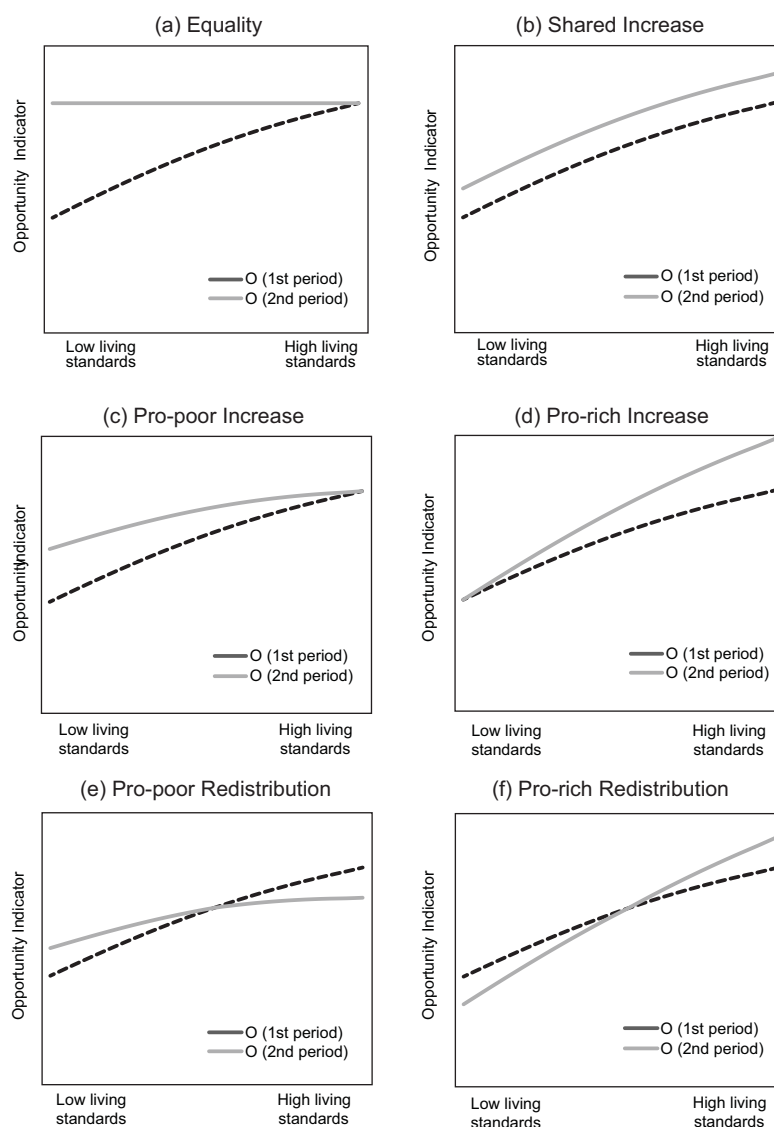 (a) Equality
Opportunity Indicator
O (1st period)
O (2nd period)
Low living
standards
High living
standards
(b) Shared Increase
Opportunity Indicator
O (1st period)
O (2nd period)
Low living
standards
High living
standards
(c) Pro-poor Increase
Opportunity Indicator
O (1st period)
O (2nd period)
Low living
standards
High living
standards
(d) Pro-rich Increase
Opportunity Indicator
O (1st period)
O (2nd period)
Low living
standards
High living
standards
(e) Pro-poor Redistribution
Opportunity Indicator
O (1st period)
O (2nd period)
Low living
standards
High living
standards
(f) Pro-rich Redistribution
Opportunity Indicator
O (1st period)
O (2nd period)
Low living
standards
High living
standards